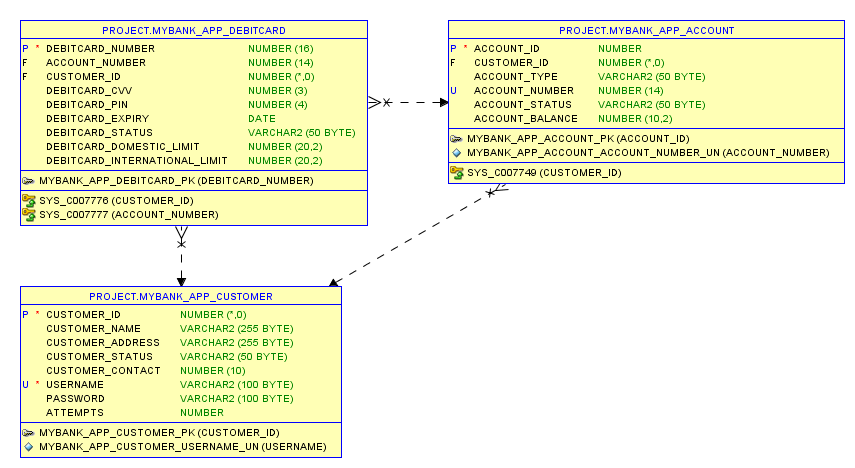 PROJECT.MYBANK_APP_DEBITCARD
P * DEBITCARD_NUMBER NUMBER (16)
F ACCOUNT_NUMBER NUMBER (14)
F CUSTOMER_ID NUMBER (*,0)
DEBITCARD_CVV NUMBER (3)
DEBITCARD_PIN NUMBER (4)
DEBITCARD_EXPIRY DATE
DEBITCARD_STATUS VARCHAR2 (50 BYTE)
DEBITCARD_DOMESTIC_LIMIT NUMBER (20,2)
DEBITCARD_INTERNATIONAL_LIMIT NUMBER (20,2)
MYBANK_APP_DEBITCARD_PK (DEBITCARD_NUMBER)
SYS_C007776 (CUSTOMER_ID)
SYS_C007777 (ACCOUNT_NUMBER)
PROJECT.MYBANK_APP_ACCOUNT
P * ACCOUNT_ID NUMBER
F CUSTOMER_ID NUMBER (*,0)
ACCOUNT_TYPE VARCHAR2 (50 BYTE)
U ACCOUNT_NUMBER NUMBER (14)
ACCOUNT_STATUS VARCHAR2 (50 BYTE)
ACCOUNT_BALANCE NUMBER (10,2)
MYBANK_APP_ACCOUNT_PK (ACCOUNT_ID)
MYBANK_APP_ACCOUNT_ACCOUNT_NUMBER_UN (ACCOUNT_NUMBER)
SYS_C007749 (CUSTOMER_ID)
PROJECT.MYBANK_APP_CUSTOMER
P * CUSTOMER_ID NUMBER (*,0)
CUSTOMER_NAME VARCHAR2 (255 BYTE)
CUSTOMER_ADDRESS VARCHAR2 (255 BYTE)
CUSTOMER_STATUS VARCHAR2 (50 BYTE)
CUSTOMER_CONTACT NUMBER (10)
U * USERNAME VARCHAR2 (100 BYTE)
PASSWORD VARCHAR2 (100 BYTE)
ATTEMPTS NUMBER
MYBANK_APP_CUSTOMER_PK (CUSTOMER_ID)
MYBANK_APP_CUSTOMER_USERNAME_UN (USERNAME)